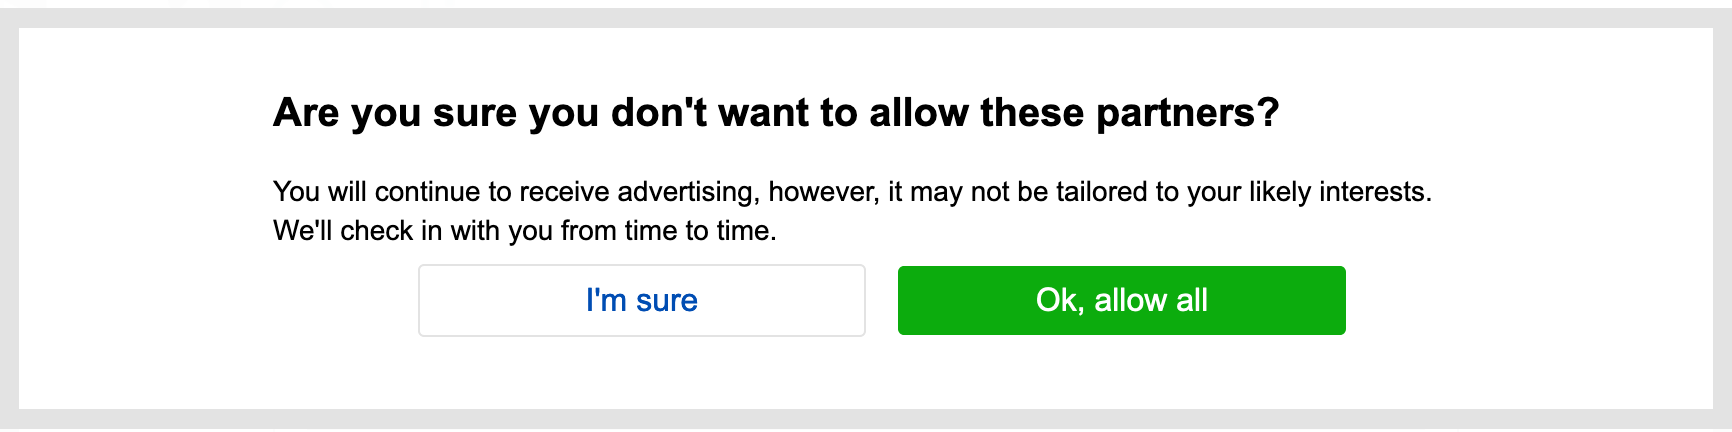 Are you sure you don't want to allow these partners?
You will continue to receive advertising, however, it may not be tailored to your likely interests.
We'll check in with you from time to time.
I'm sure
Ok, allow all